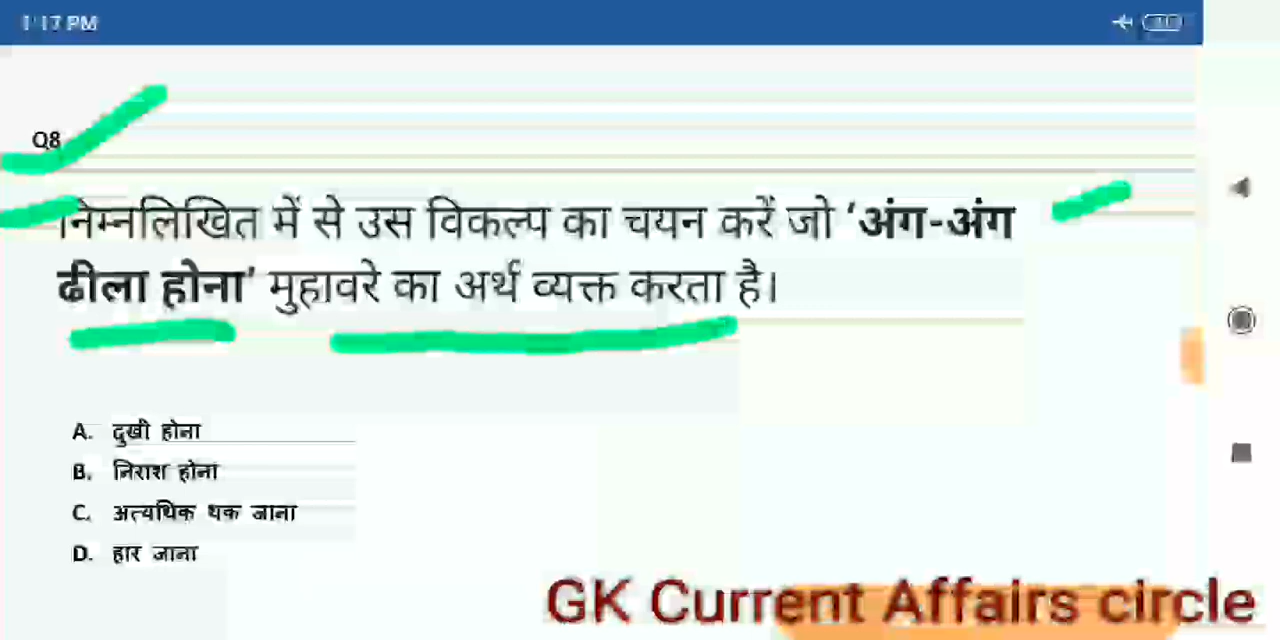 1:17 PM
Q8
निम्नलिखित में से उस विकल्प का चयन करें जो ‘अंग-अंग
ढीला होना’ मुहावरे का अर्थ व्यक्त करता है।
A. दुखी होना
B. निराश होना
C. अत्यधिक थक जाना
D. हार जाना
GK Current Affairs circle